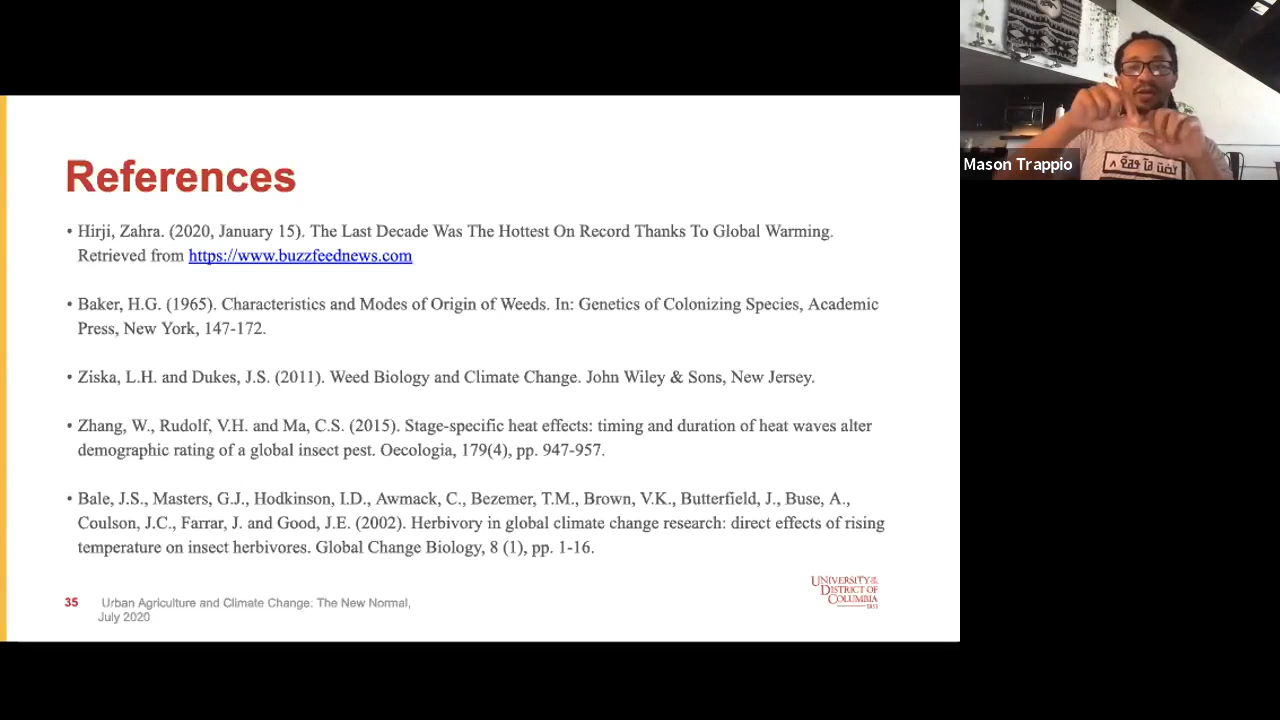 References
• Hirji, Zahra. (2020, January 15). The Last Decade Was The Hottest On Record Thanks To Global Warming.
Retrieved from https://www.buzzfeednews.com
• Baker, H.G. (1965). Characteristics and Modes of Origin of Weeds. In: Genetics of Colonizing Species, Academic
Press, New York, 147-172.
• Ziska, L.H. and Dukes, J.S. (2011). Weed Biology and Climate Change. John Wiley & Sons, New Jersey.
• Zhang, W., Rudolf, V.H. and Ma, C.S. (2015). Stage-specific heat effects: timing and duration of heat waves alter
demographic rating of a global insect pest. Oecologia, 179(4), pp. 947-957.
• Bale, J.S., Masters, G.J., Hodkinson, I.D., Awmack, C., Bezemer, T.M., Brown, V.K., Butterfield, J., Buse, A.,
Coulson, J.C., Farrar, J. and Good, J.E. (2002). Herbivory in global climate change research: direct effects of rising
temperature on insect herbivores. Global Change Biology, 8 (1), pp. 1-16.
35 Urban Agriculture and Climate Change: The New Normal,
July 2020
UNIVERSITY OF THE
DISTRICT OF
COLUMBIA
1851
Mason Trappio